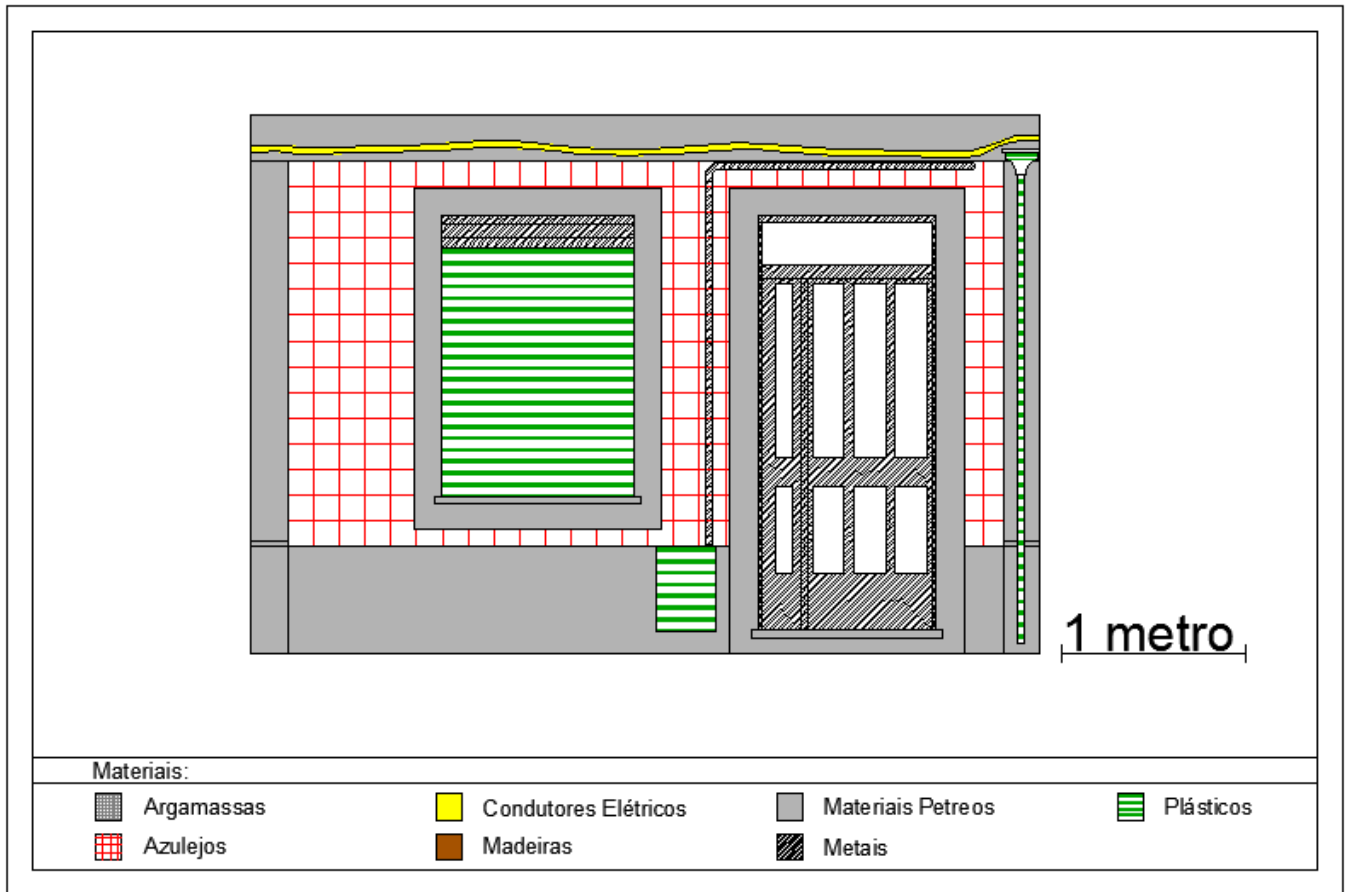 1 metro
Materiais:
Argamassas
Condutores Elétricos
Materiais Petreos
Plásticos
Azulejos
Madeiras
Metais